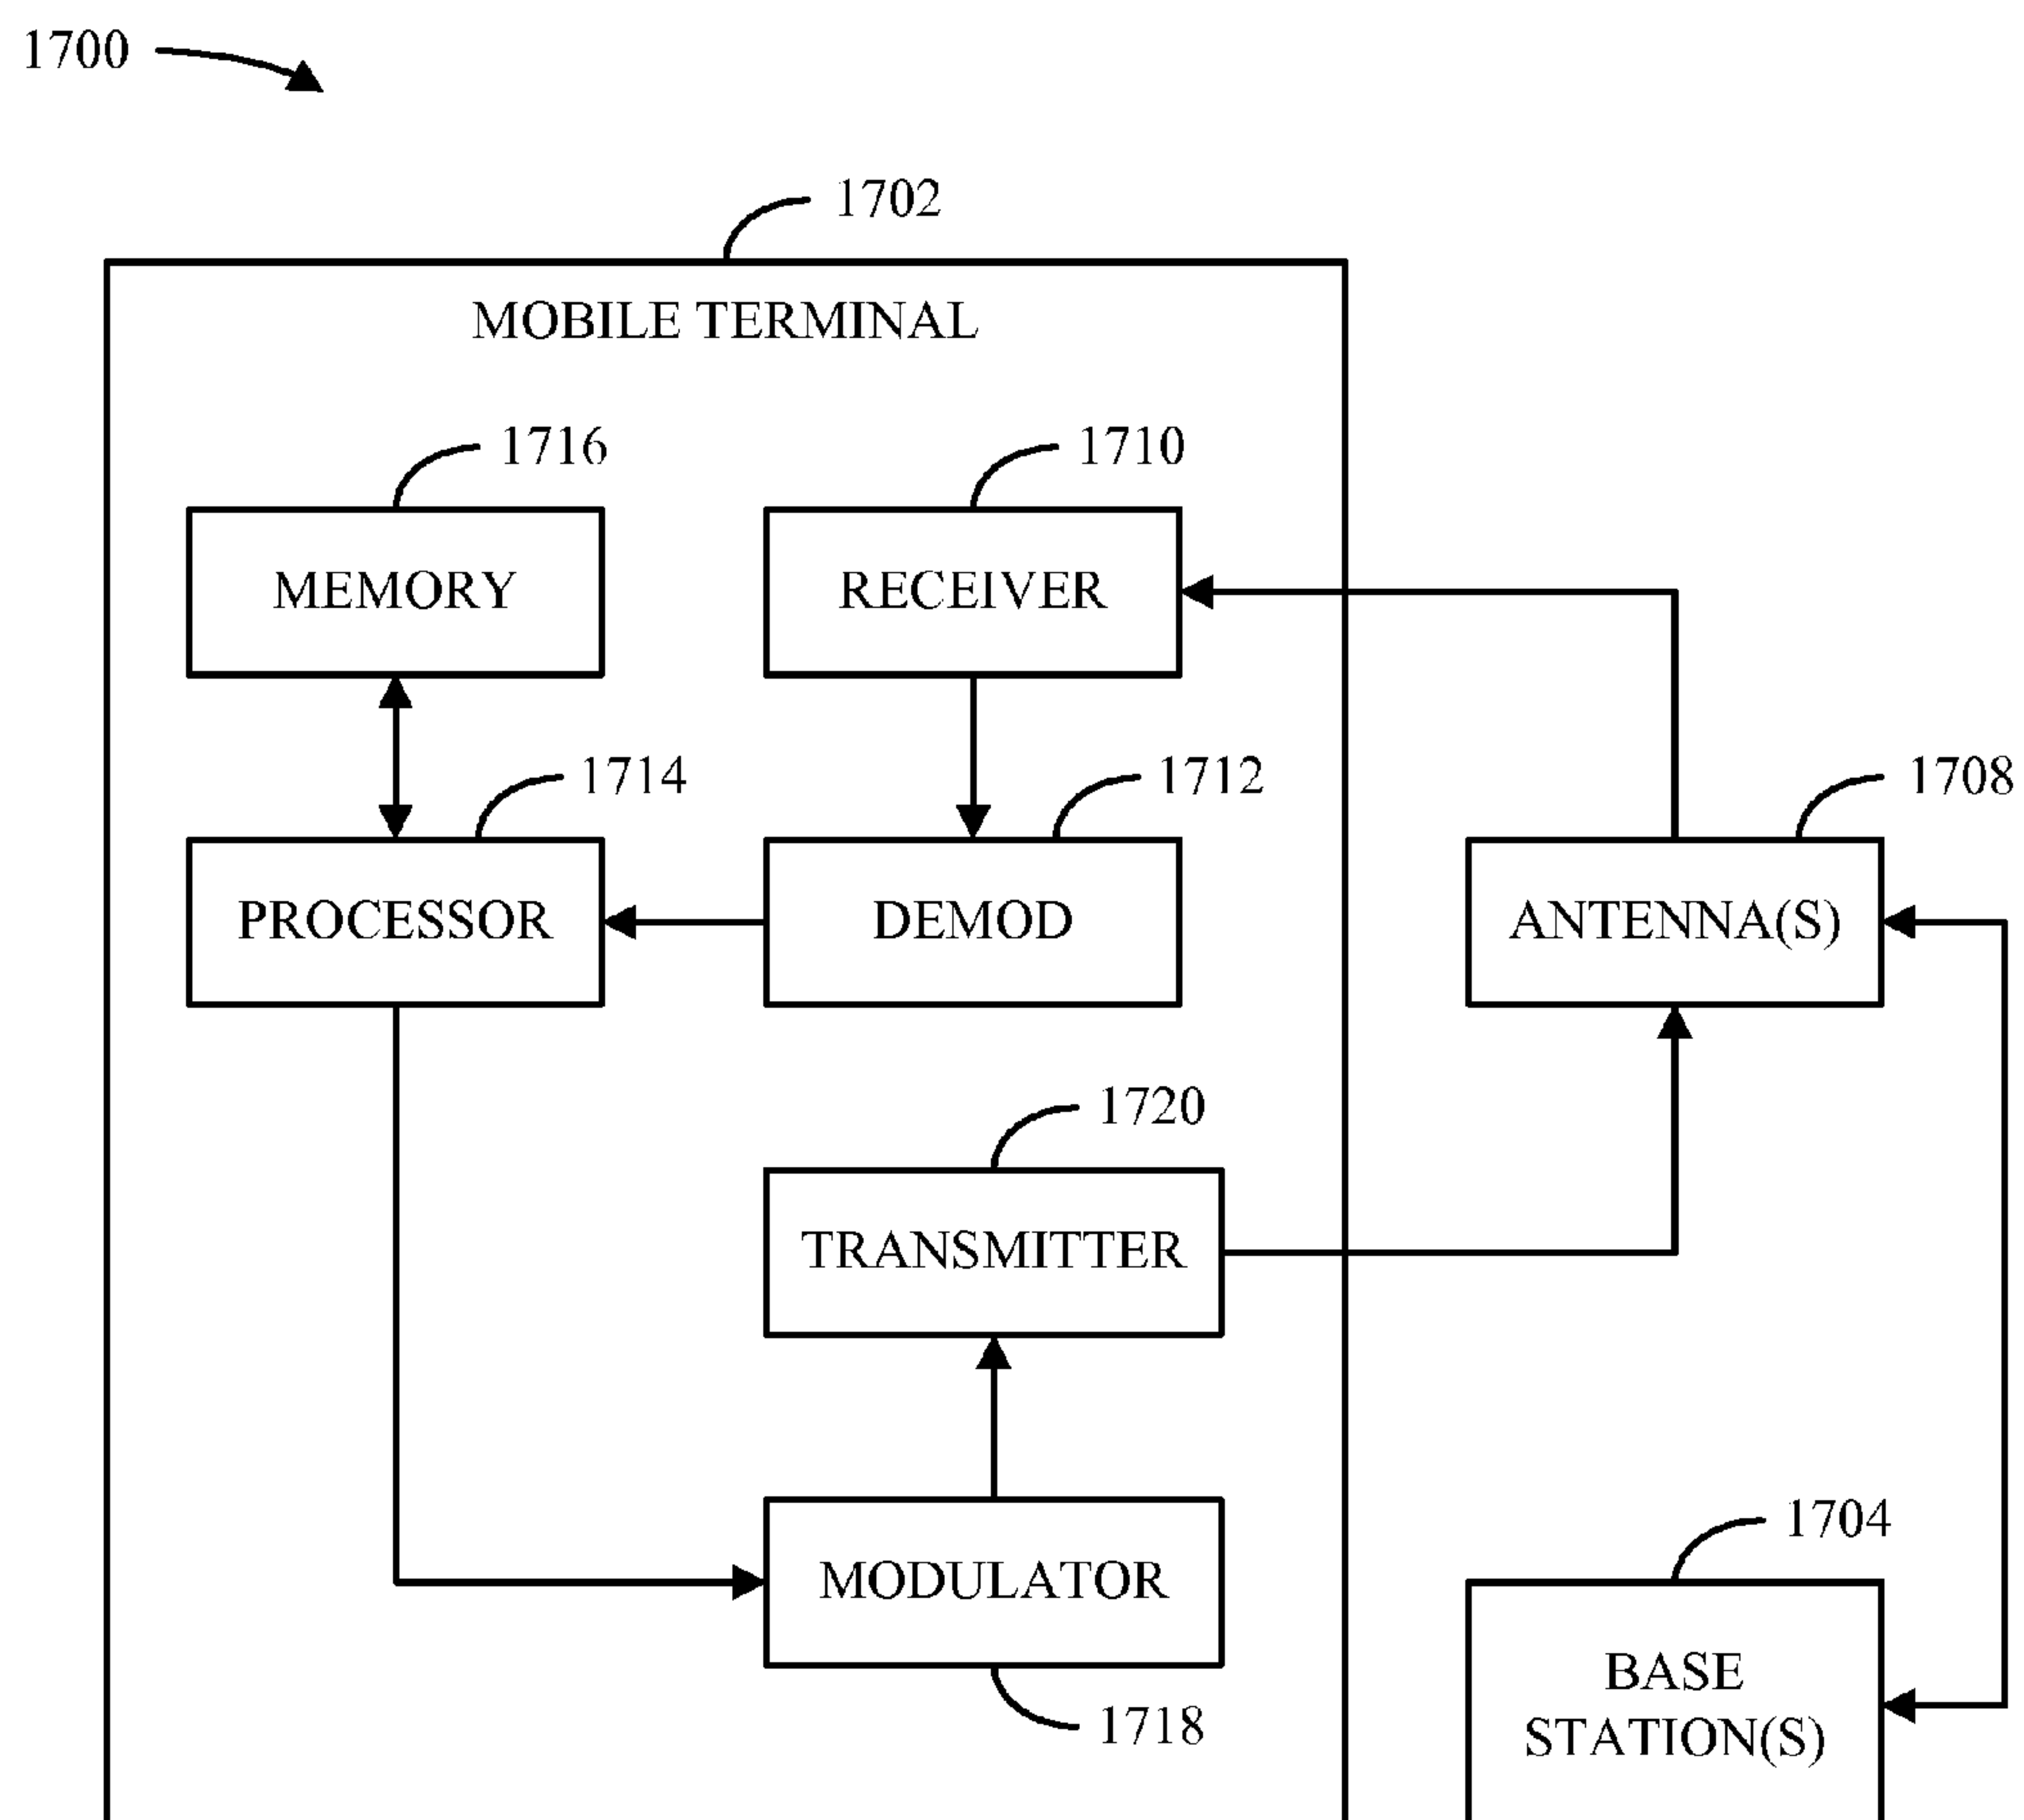 1700
1702
MOBILE TERMINAL
1716
1710
MEMORY
RECEIVER
1714
1712
1708
PROCESSOR
DEMOD
ANTENNA(S)
1720
TRANSMITTER
1704
MODULATOR
BASE
STATION(S)
1718